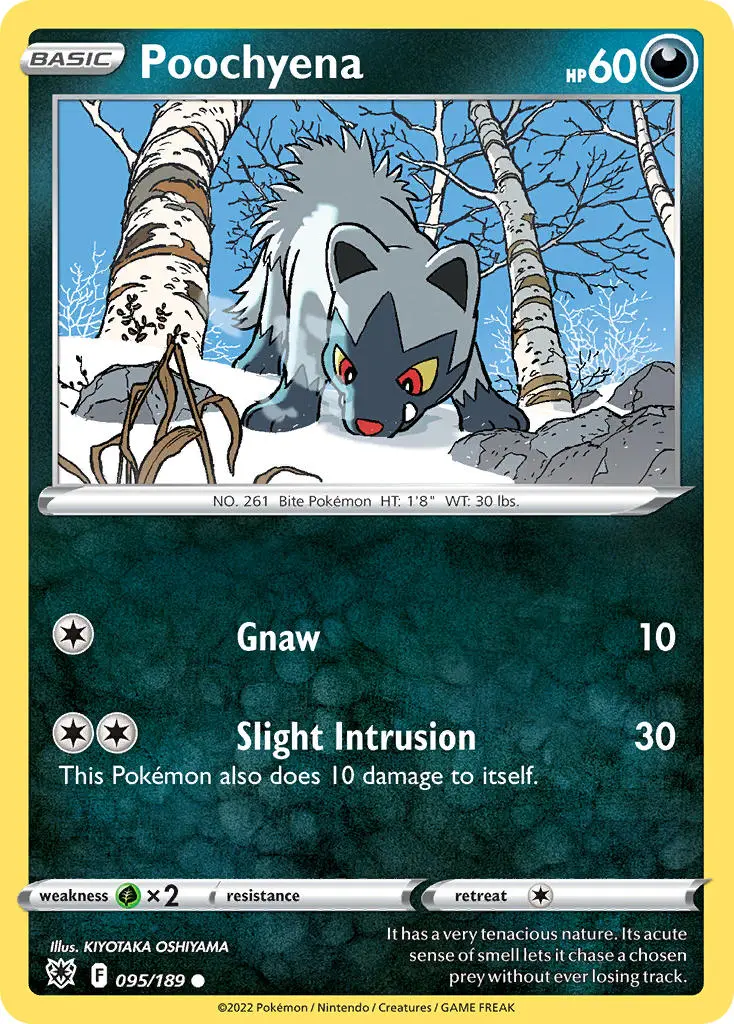 BASIC Poochyena HP60
NO. 261 Bite Pokémon HT: 1'8" WT: 30 lbs.
Gnaw 10
Slight Intrusion 30
This Pokémon also does 10 damage to itself.
weakness ×2 resistance retreat
Illus. KIYOTAKA OSHIYAMA
It has a very tenacious nature. Its acute
sense of smell lets it chase a chosen
prey without ever losing track.
F 095/189
©2022 Pokémon / Nintendo / Creatures / GAME FREAK